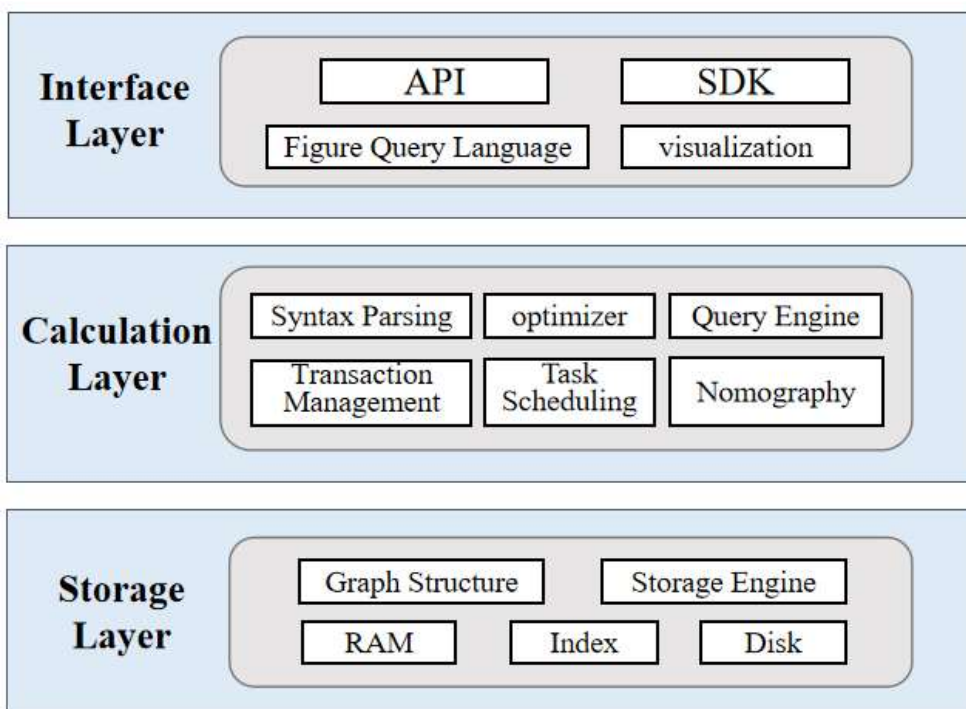 Interface
Layer
API
SDK
Figure Query Language
visualization
Calculation
Layer
Syntax Parsing
optimizer
Query Engine
Transaction
Management
Task
Scheduling
Nomography
Storage
Layer
Graph Structure
Storage Engine
RAM
Index
Disk